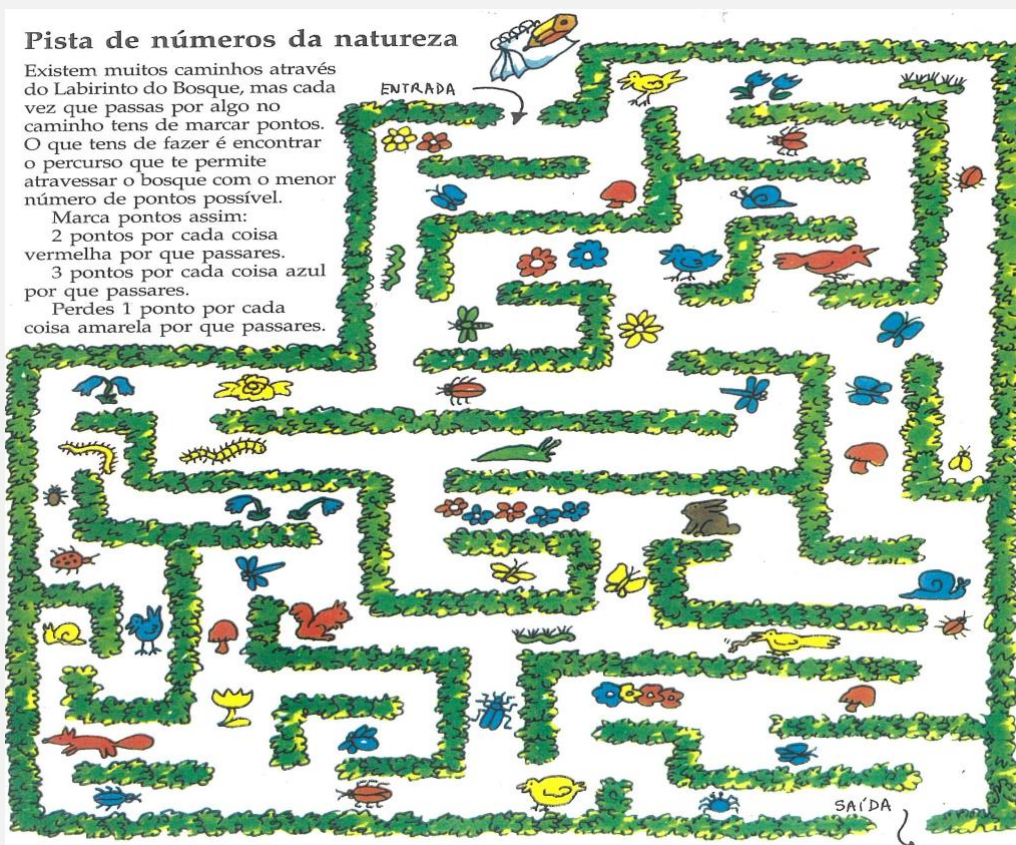 Pista de números da natureza
Existem muitos caminhos através
do Labirinto do Bosque, mas cada
vez que passas por algo no
caminho tens de marcar pontos.
O que tens de fazer é encontrar
o percurso que te permite
atravessar o bosque com o menor
número de pontos possível.
Marca pontos assim:
2 pontos por cada coisa
vermelha por que passares.
3 pontos por cada coisa azul
por que passares.
Perdes 1 ponto por cada
coisa amarela por que passares.
ENTRADA
SAÍDA